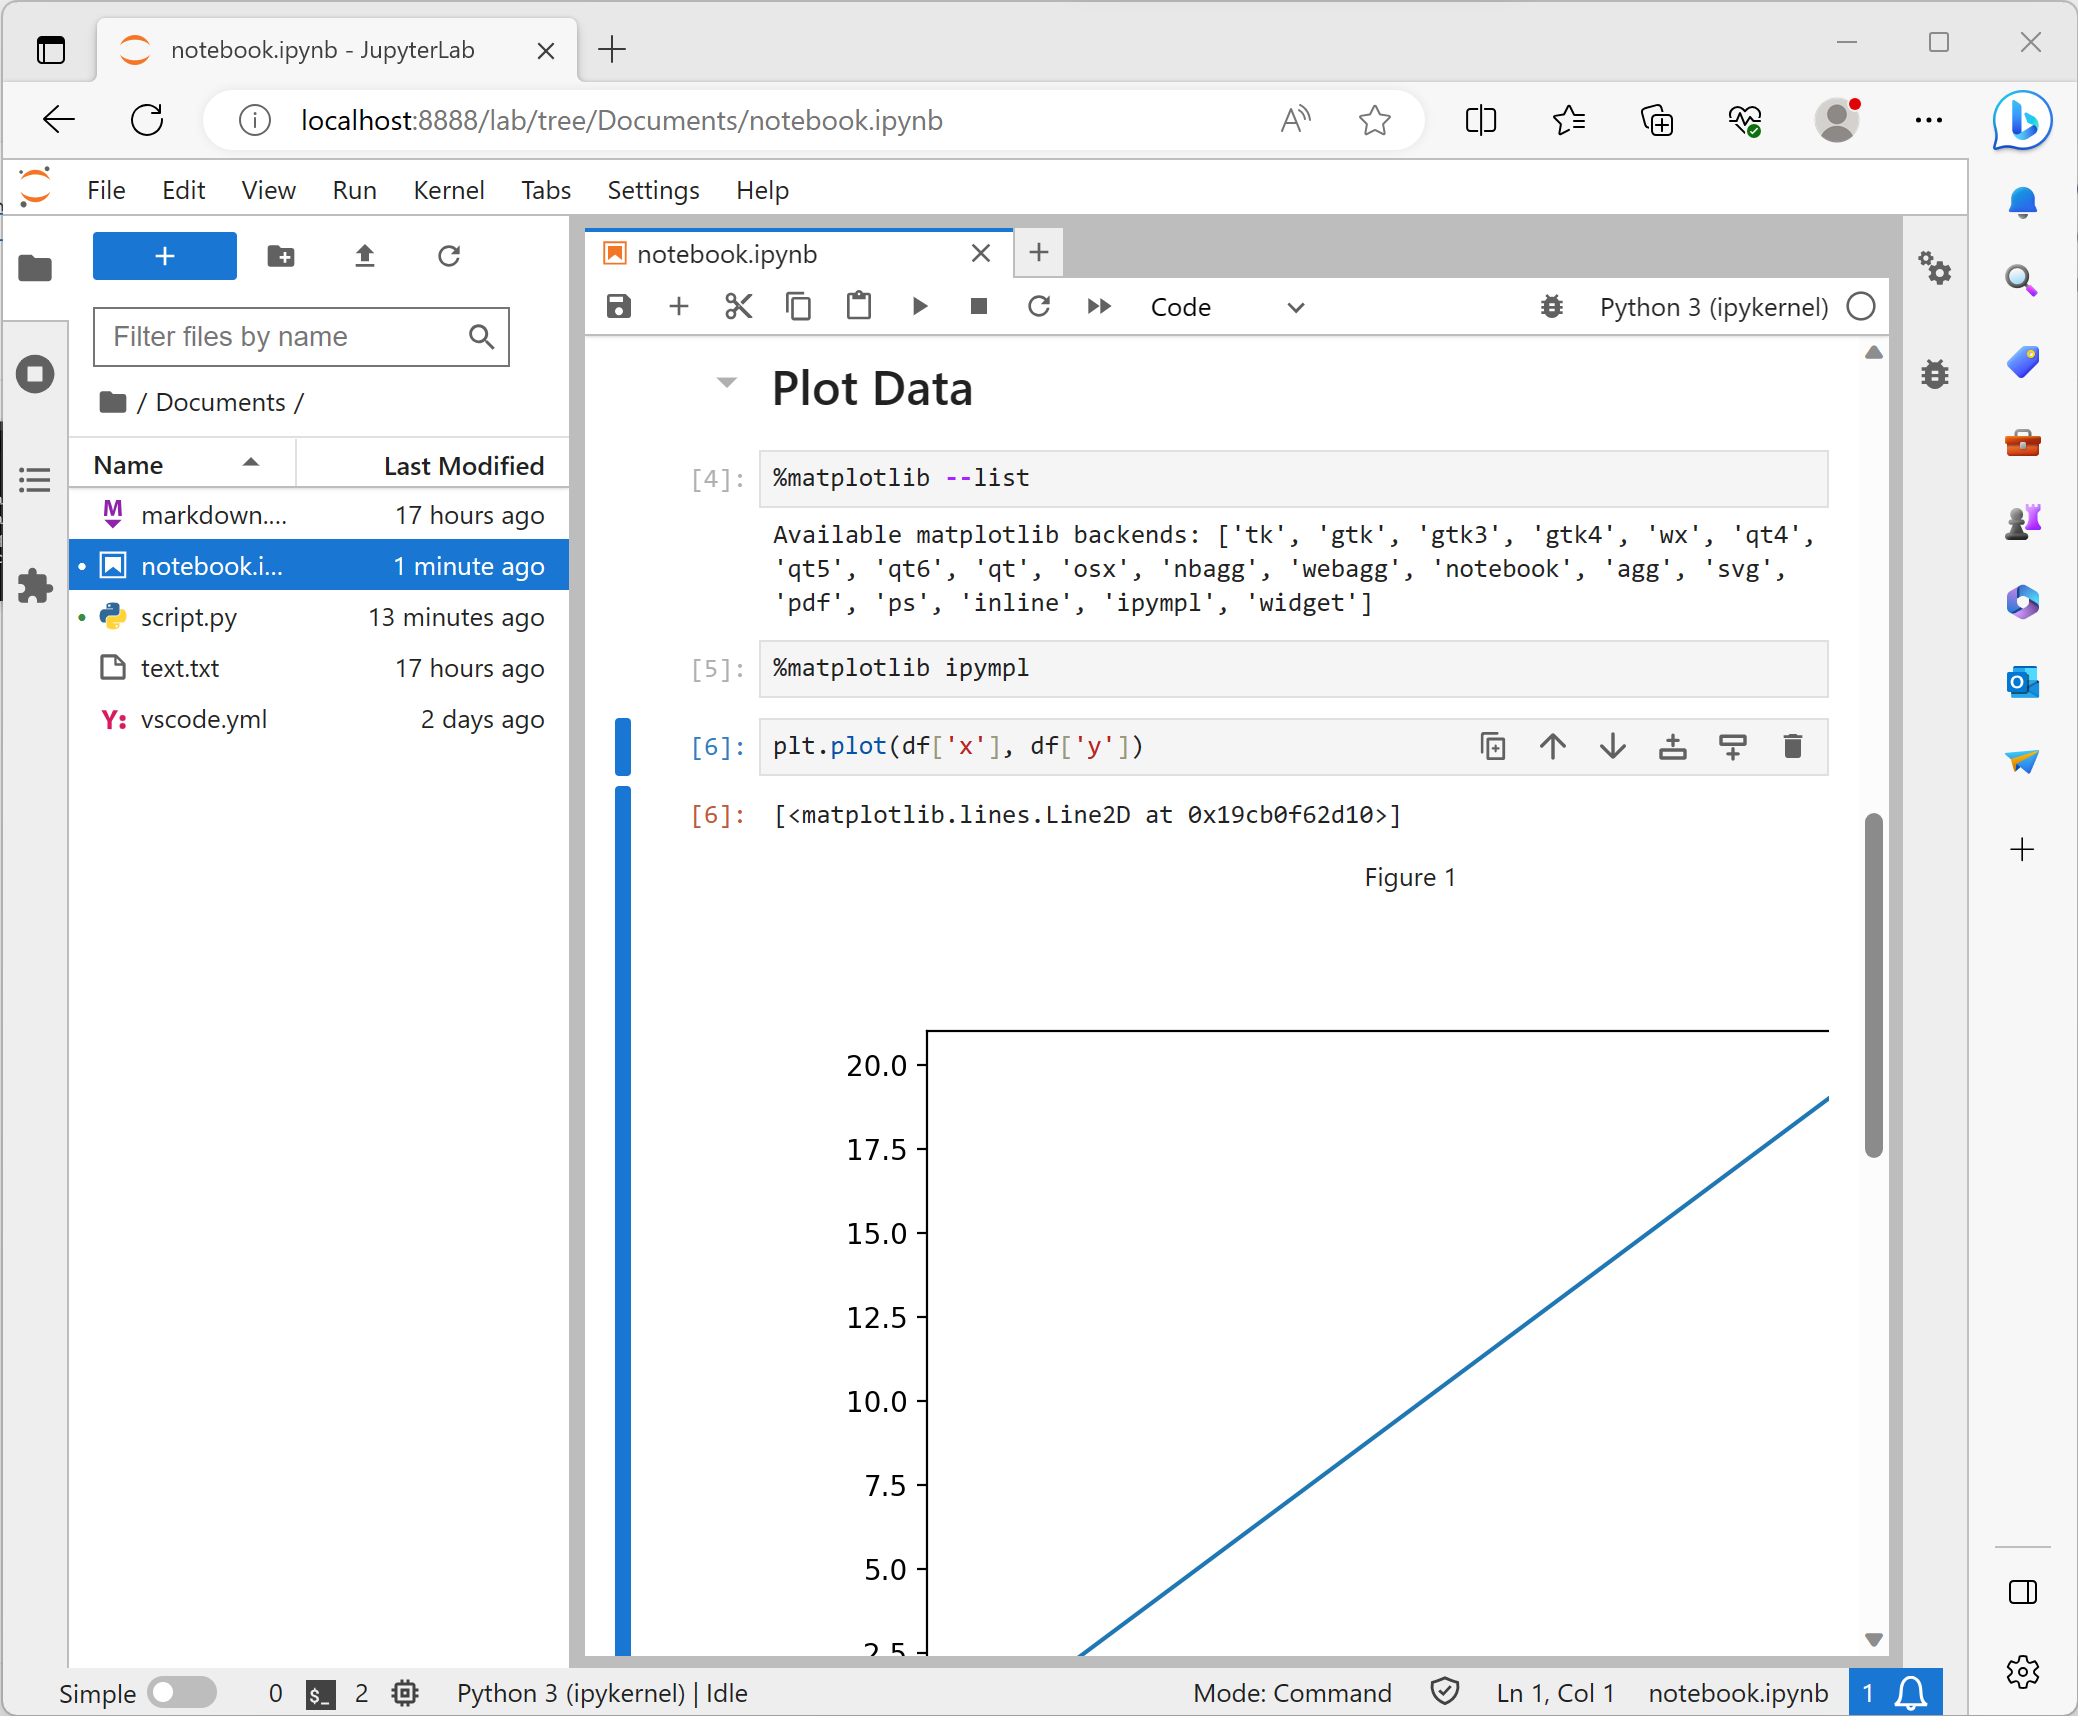 notebook.ipynb - JupyterLab
localhost:8888/lab/tree/Documents/notebook.ipynb
File Edit View Run Kernel Tabs Settings Help
Filter files by name
/ Documents /
Name Last Modified
markdown.... 17 hours ago
notebook.i... 1 minute ago
script.py 13 minutes ago
text.txt 17 hours ago
vscode.yml 2 days ago
notebook.ipynb
Code Python 3 (ipykernel)
Plot Data
[4]: %matplotlib --list
Available matplotlib backends: ['tk', 'gtk', 'gtk3', 'gtk4', 'wx', 'qt4',
'qt5', 'qt6', 'qt', 'osx', 'nbagg', 'webagg', 'notebook', 'agg', 'svg',
'pdf', 'ps', 'inline', 'ipympl', 'widget']
[5]: %matplotlib ipympl
[6]: plt.plot(df['x'], df['y'])
[6]: [<matplotlib.lines.Line2D at 0x19cb0f62d10>]
Figure 1
20.0
17.5
15.0
12.5
10.0
7.5
5.0
2.5
Simple 0 $_ 2 Python 3 (ipykernel) | Idle Mode: Command Ln 1, Col 1 notebook.ipynb 1